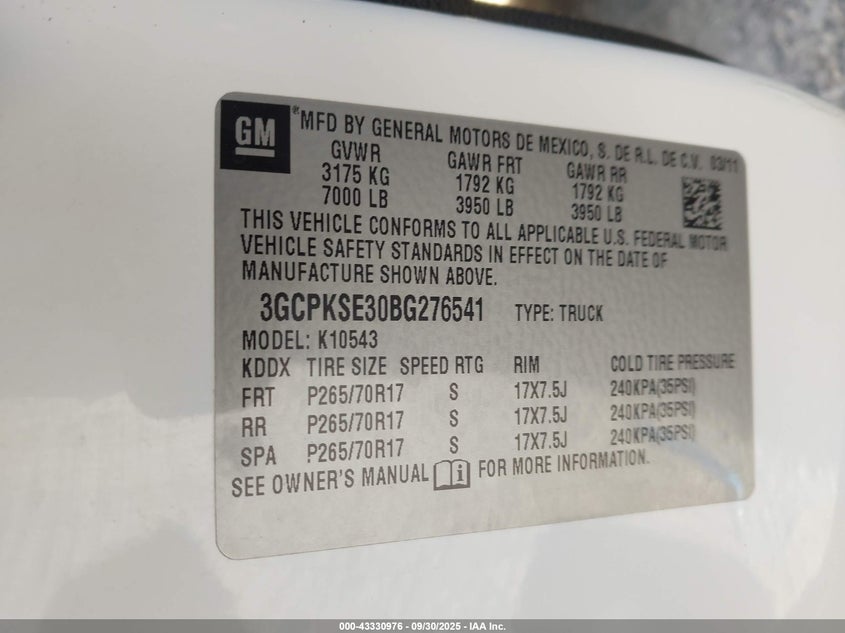 GM ® MFD BY GENERAL MOTORS DE MEXICO, S. DE R.L. DE C.V. 03/11
GVWR GAWR FRT GAWR RR
3175 KG 1792 KG 1792 KG
7000 LB 3950 LB 3950 LB
THIS VEHICLE CONFORMS TO ALL APPLICABLE U.S. FEDERAL MOTOR
VEHICLE SAFETY STANDARDS IN EFFECT ON THE DATE OF
MANUFACTURE SHOWN ABOVE.
3GCPKSE30BG276541 TYPE: TRUCK
MODEL: K10543
KDDX TIRE SIZE SPEED RTG RIM COLD TIRE PRESSURE
FRT P265/70R17 S 17X7.5J 240KPA(35PSI)
RR P265/70R17 S 17X7.5J 240KPA(35PSI)
SPA P265/70R17 S 17X7.5J 240KPA(35PSI)
SEE OWNER'S MANUAL FOR MORE INFORMATION.
000-43330976 - 09/30/2025 - IAA Inc.